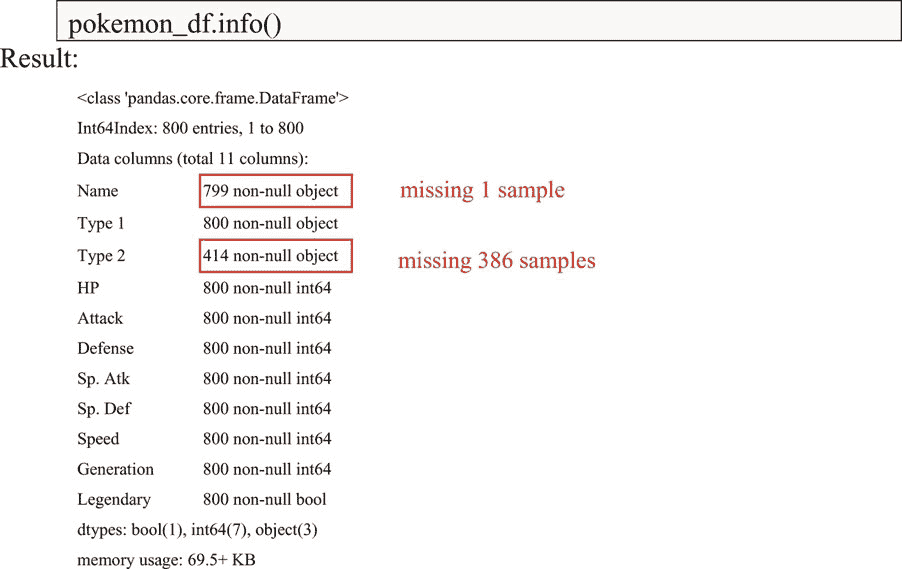 pokemon_df.info()
Result:
<class 'pandas.core.frame.DataFrame'>
Int64Index: 800 entries, 1 to 800
Data columns (total 11 columns):
Name 799 non-null object missing 1 sample
Type 1 800 non-null object
Type 2 414 non-null object missing 386 samples
HP 800 non-null int64
Attack 800 non-null int64
Defense 800 non-null int64
Sp. Atk 800 non-null int64
Sp. Def 800 non-null int64
Speed 800 non-null int64
Generation 800 non-null int64
Legendary 800 non-null bool
dtypes: bool(1), int64(7), object(3)
memory usage: 69.5+ KB